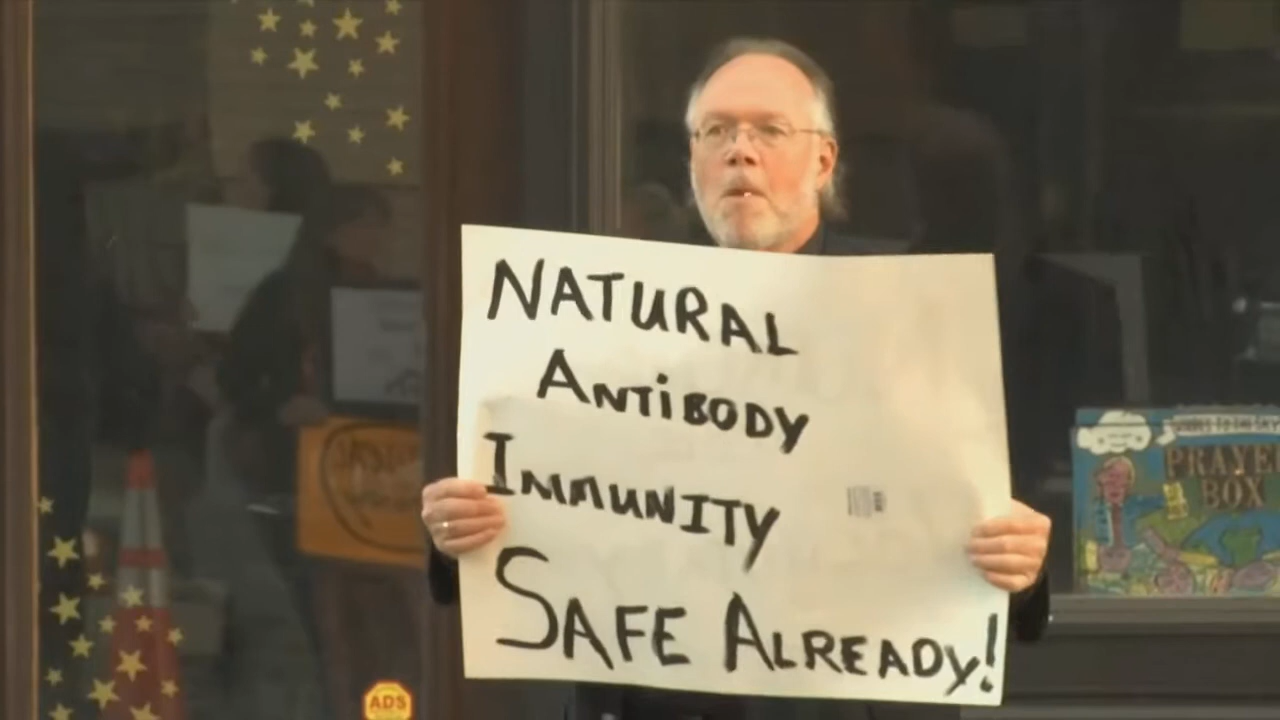 NATURAL
ANTIBODY
IMMUNITY
SAFE ALREADY!
PRAYER
BOX
ADS